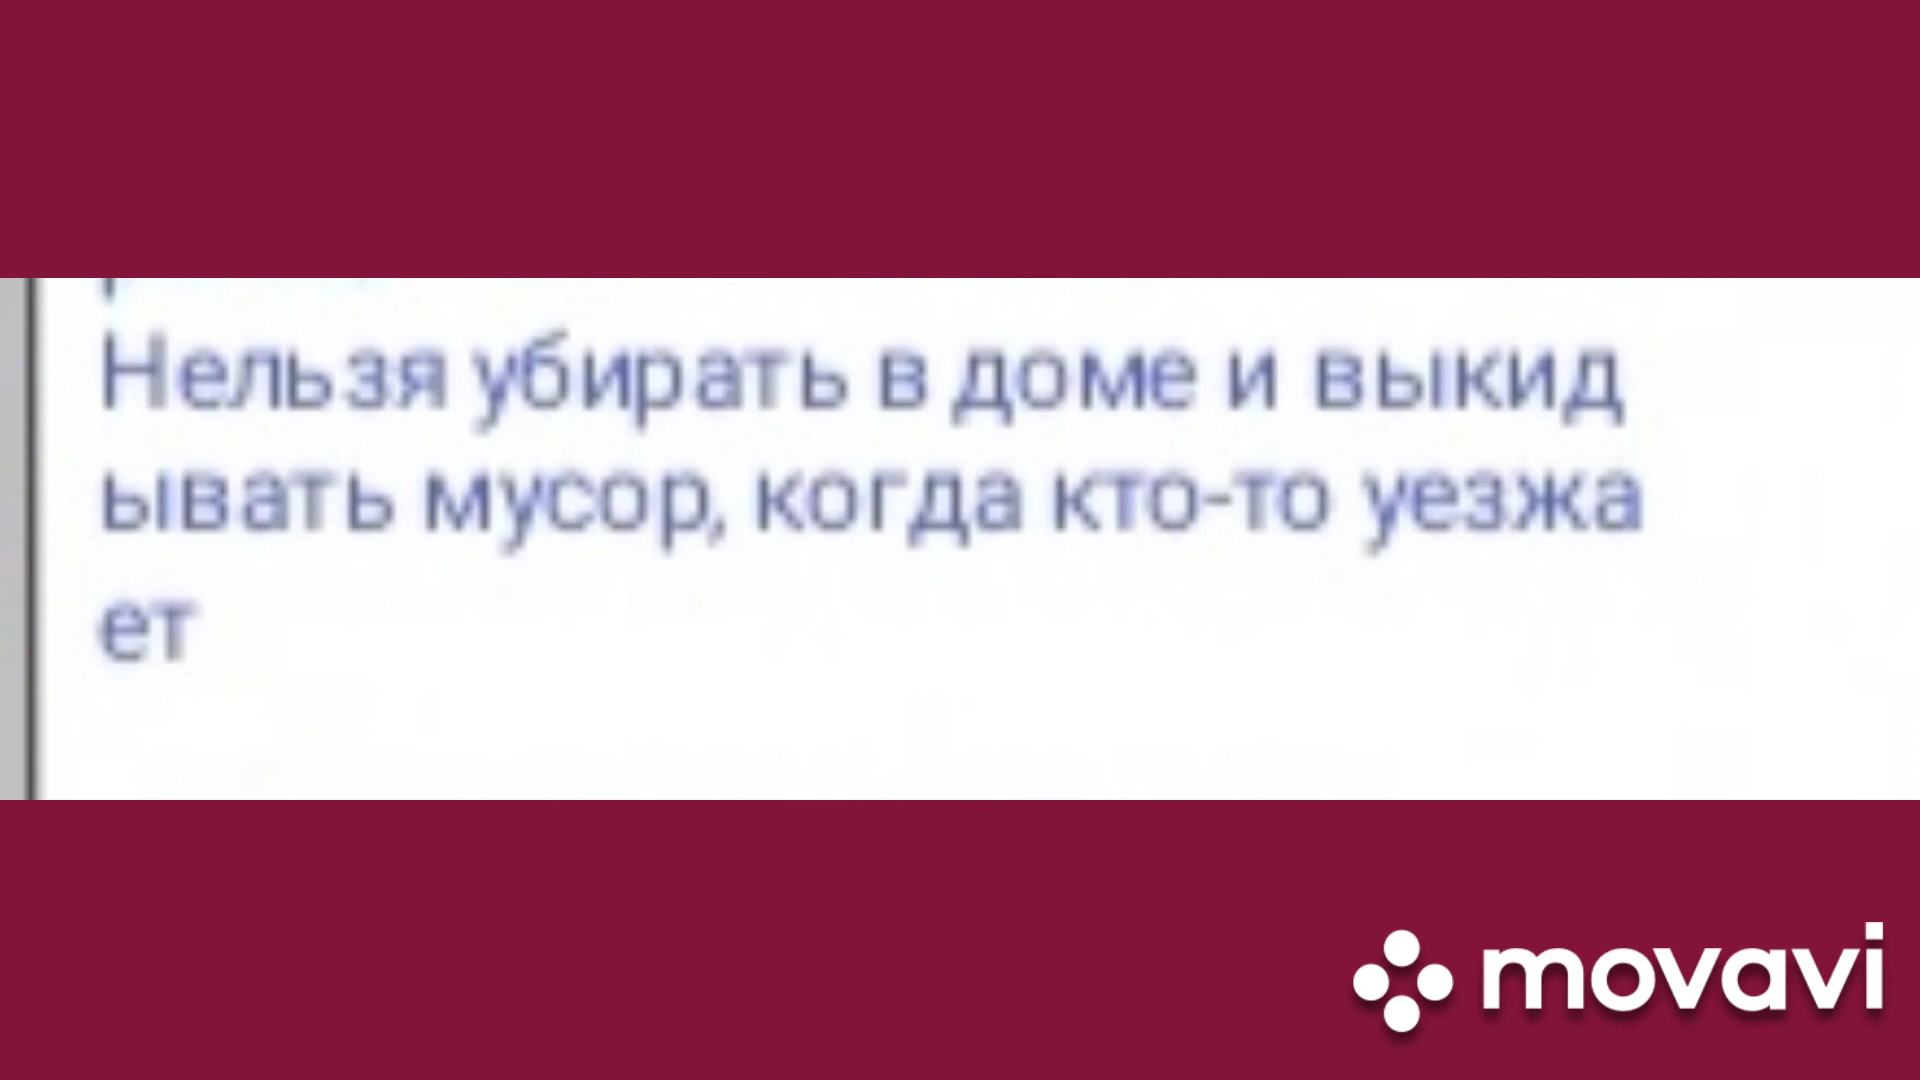 Нельзя убирать в доме и выкид
ывать мусор, когда кто-то уезжа
ет
movavi